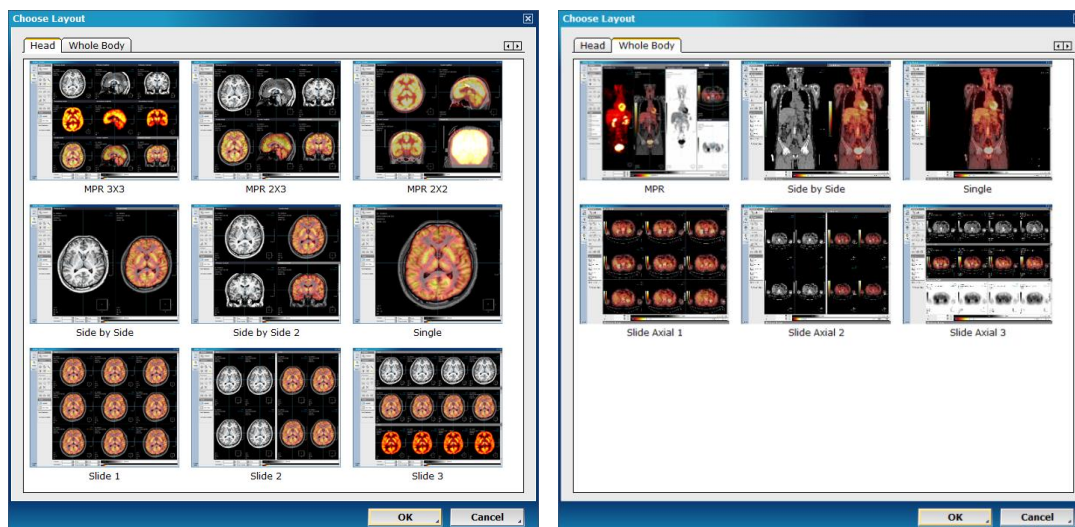 Choose Layout
Head
Whole Body
MPR 3X3
MPR 2X3
MPR 2X2
Side by Side
Side by Side 2
Single
Slide 1
Slide 2
Slide 3
OK
Cancel
Choose Layout
Head
Whole Body
MPR
Side by Side
Single
Slide Axial 1
Slide Axial 2
Slide Axial 3
OK
Cancel